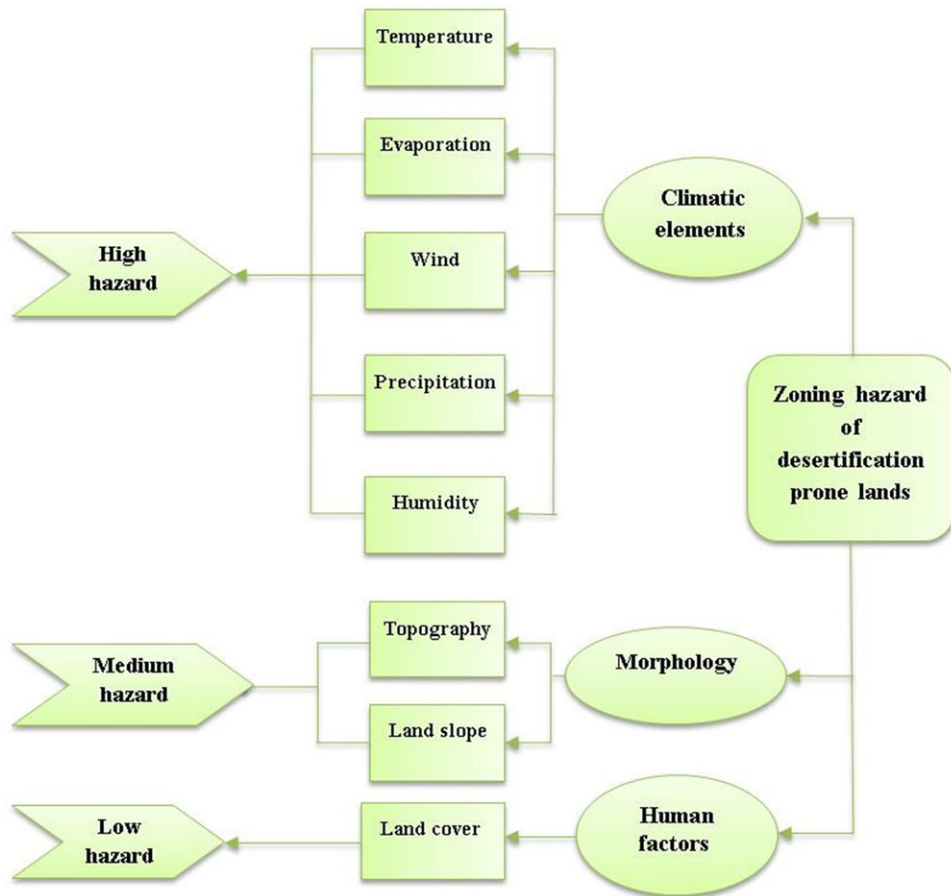 Temperature
Evaporation
Climatic
elements
High
hazard
Wind
Precipitation
Zoning hazard
of
desertification
prone lands
Humidity
Topography
Morphology
Medium
hazard
Land slope
Human
factors
Land cover
Low
hazard